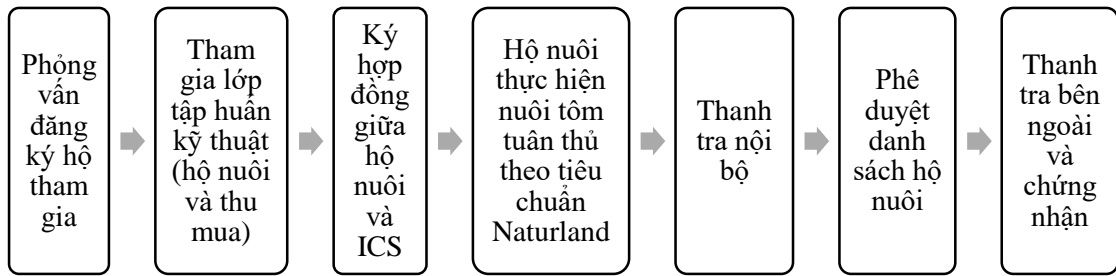 Phỏng
vấn
đăng
ký hộ
tham
gia
Tham
gia lớp
tập huấn
kỹ thuật
(hộ nuôi
và thu
mua)
Ký
hợp
đồng
giữa
hộ
nuôi
và
ICS
Hộ nuôi
thực hiện
nuôi tôm
tuân thủ
theo tiêu
chuẩn
Naturland
Thanh
tra nội
bộ
Phê
duyệt
danh
sách hộ
nuôi
Thanh
tra bên
ngoài
và
chứng
nhận